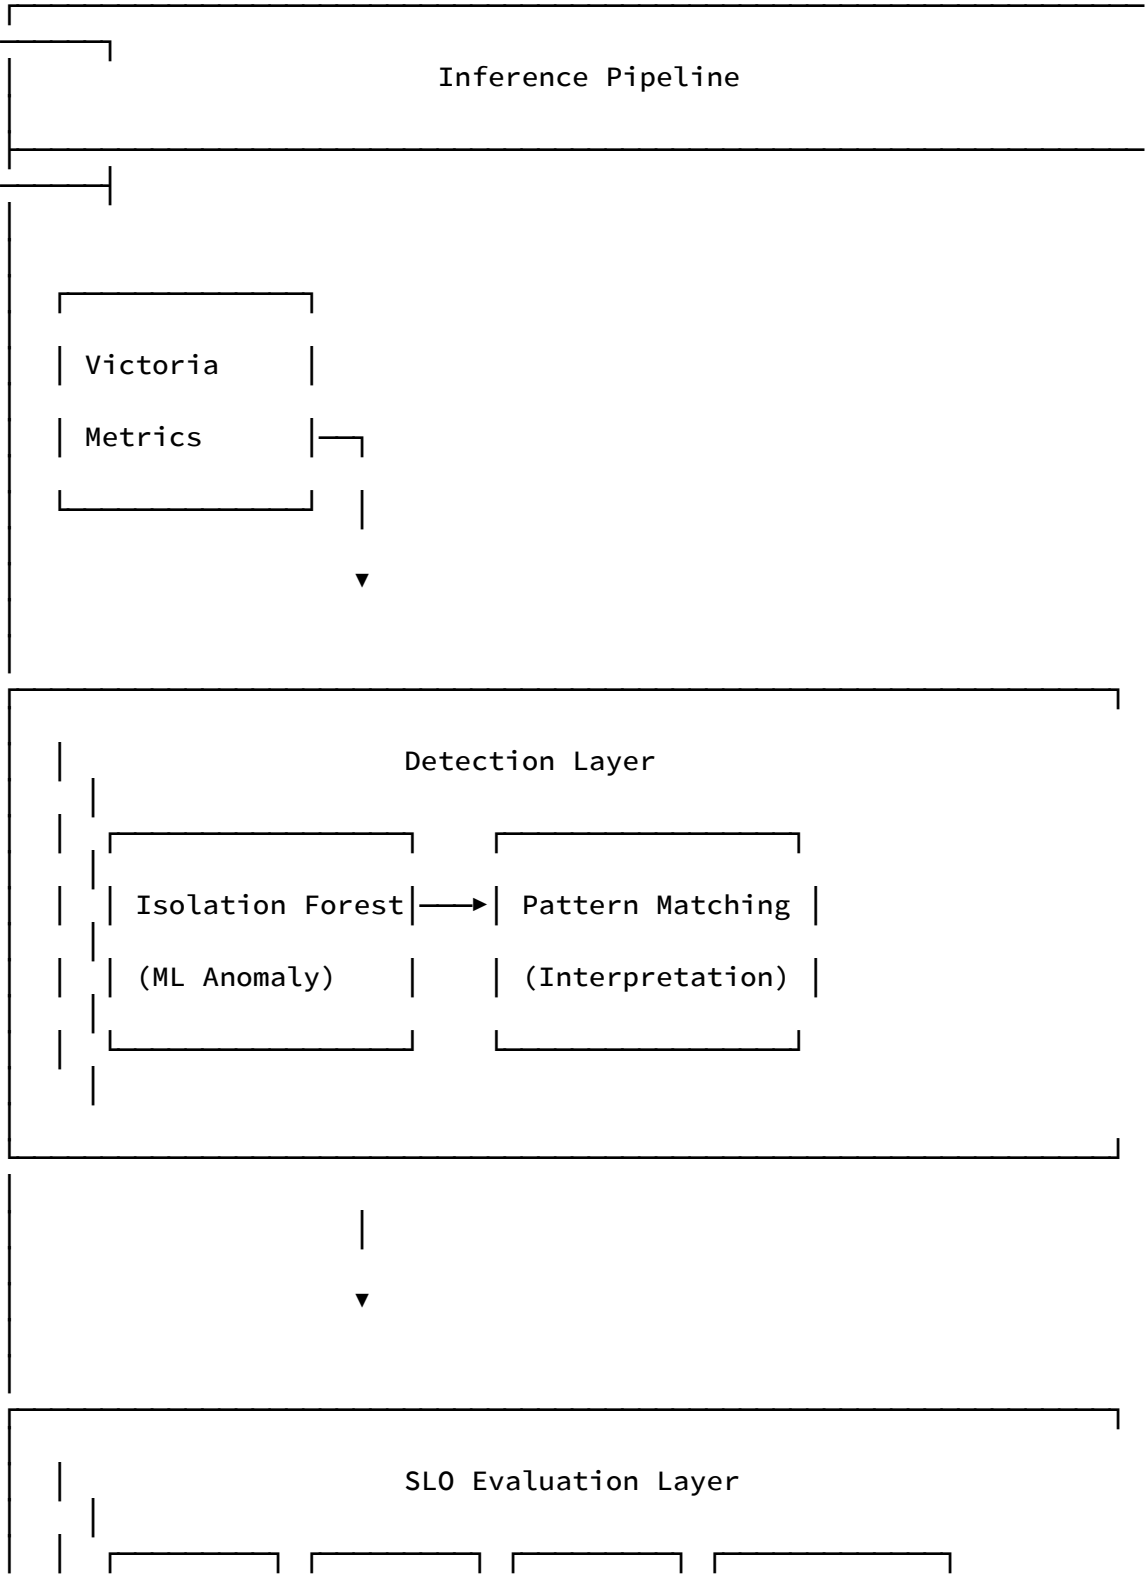 Inference Pipeline
Victoria
Metrics
▼
Detection Layer
Isolation Forest ──► Pattern Matching
(ML Anomaly) (Interpretation)
▼
SLO Evaluation Layer